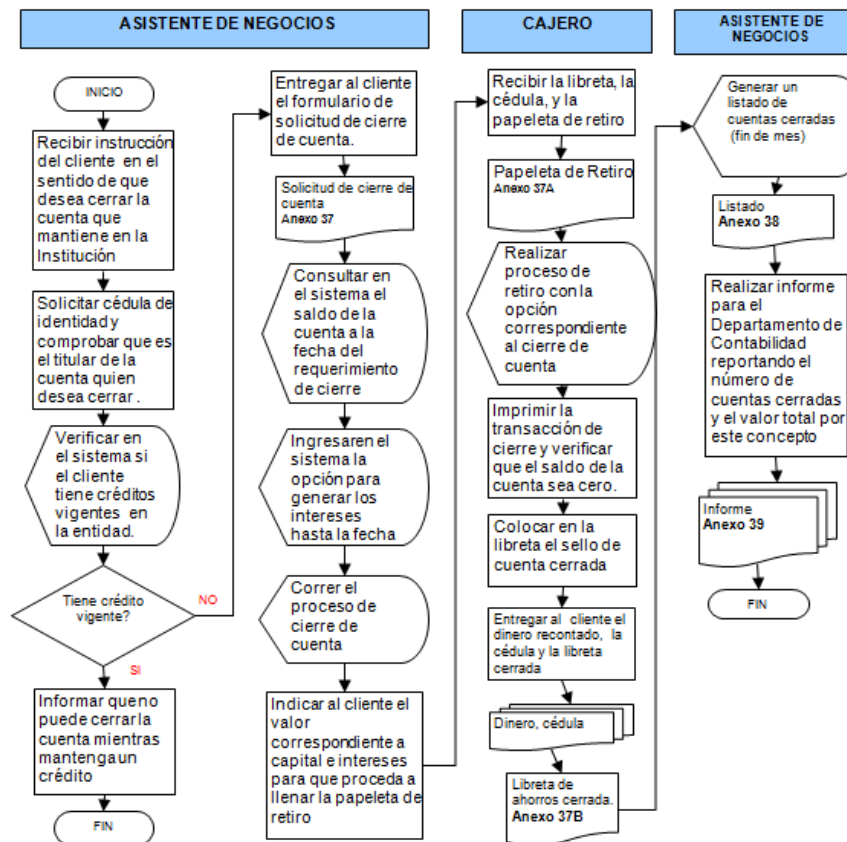 ASISTENTE DE NEGOCIOS
INICIO
Recibir instrucción
del cliente en el
sentido de que
desea cerrar la
cuenta que
mantiene en la
Institución
Solicitar cédula de
identidad y
comprobar que es
el titular de la
cuenta quien
desea cerrar .
Verificar en
el sistema si
el cliente
tiene créditos
vigentes en
la entidad.
Tiene crédito
vigente?
NO
SI
Informar que no
puede cerrar la
cuenta mientras
mantenga un
crédito
FIN
Entregar al cliente
el formulario de
solicitud de cierre
de cuenta.
Solicitud de cierre de
cuenta
Anexo 37
Consultar en
el sistema el
saldo de la
cuenta a la
fecha del
requerimiento
de cierre
Ingresaren el
sistema la
opción para
generar los
intereses
hasta la fecha
Correr el
proceso de
cierre de
cuenta
Indicar al cliente el
valor
correspondiente a
capital e intereses
para que proceda a
llenar la papeleta de
retiro
CAJERO
Recibir la libreta, la
cédula, y la
papeleta de retiro
Papeleta de Retiro
Anexo 37A
Realizar
proceso de
retiro con la
opción
correspondiente
al cierre de
cuenta
Imprimir la
transacción de
cierre y verificar
que el saldo de la
cuenta sea cero.
Colocar en la
libreta el sello de
cuenta cerrada
Entregar al cliente el
dinero recontado, la
cédula y la libreta
cerrada
Dinero, cédula
Libreta de
ahorros cerrada.
Anexo 37B
ASISTENTE DE
NEGOCIOS
Generar un
listado de
cuentas cerradas
(fin de mes)
Listado
Anexo 38
Realizar informe
para el
Departamento de
Contabilidad
reportando el
número de
cuentas cerradas
y el valor total por
este concepto
Informe
Anexo 39
FIN